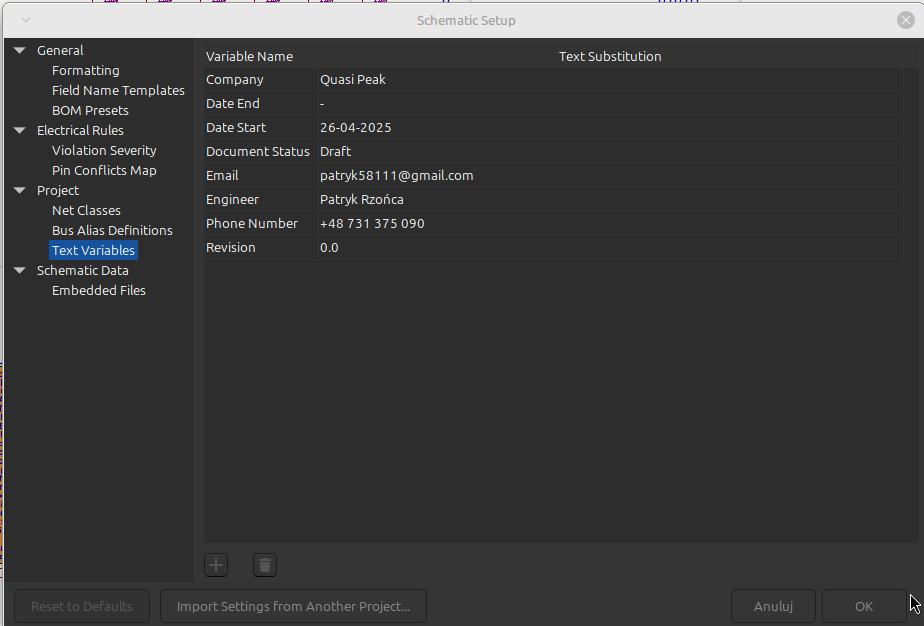 Schematic Setup
General
Formatting
Field Name Templates
BOM Presets
Electrical Rules
Violation Severity
Pin Conflicts Map
Project
Net Classes
Bus Alias Definitions
Text Variables
Schematic Data
Embedded Files
Variable Name Text Substitution
Company Quasi Peak
Date End -
Date Start 26-04-2025
Document Status Draft
Email patryk58111@gmail.com
Engineer Patryk Rzońca
Phone Number +48 731 375 090
Revision 0.0
Reset to Defaults Import Settings from Another Project... Anuluj OK